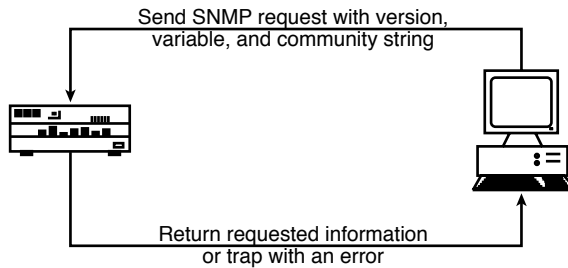 Send SNMP request with version,
variable, and community string
Return requested information
or trap with an error